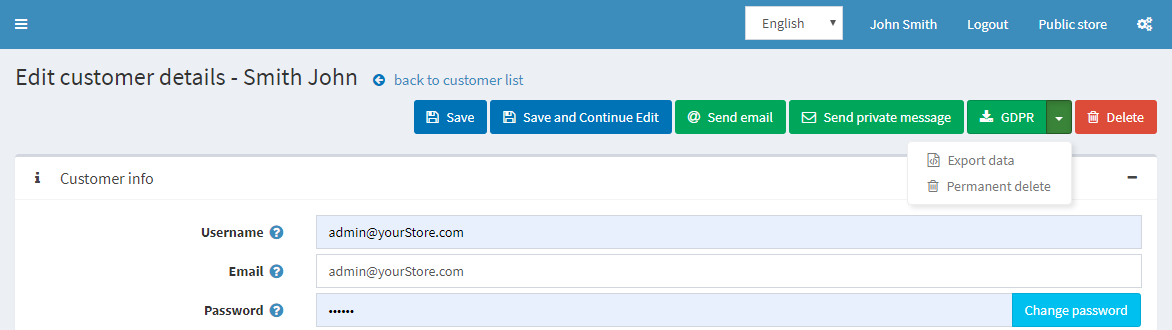 English John Smith Logout Public store
Edit customer details - Smith John back to customer list
Save Save and Continue Edit @ Send email Send private message GDPR Delete
Export data
Permanent delete
i Customer info
Username ? admin@yourStore.com
Email ? admin@yourStore.com
Password ? •••••• Change password